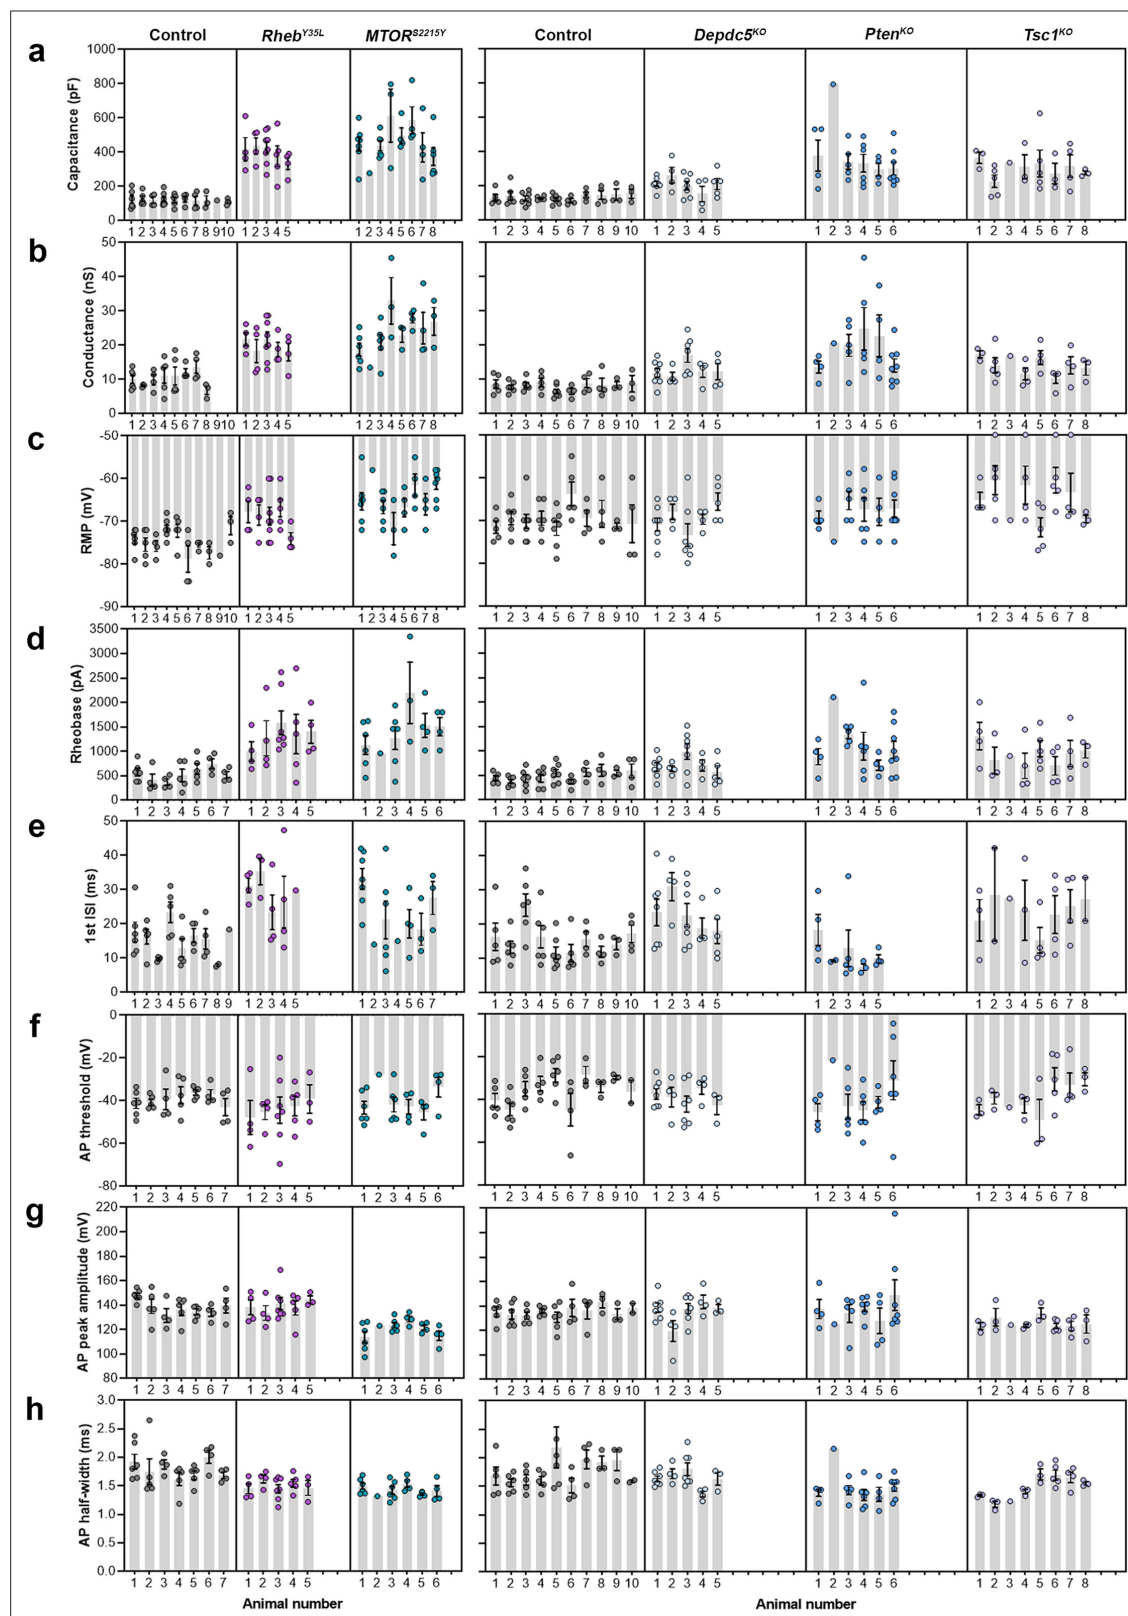 Control Rheb^Y35L MTOR^S2215Y Control Depdc5^KO Pten^KO Tsc1^KO
a
Capacitance (pF)
1000
800
600
400
200
0
1 2 3 4 5 6 7 8 9 10 1 2 3 4 5 1 2 3 4 5 6 7 8 1 2 3 4 5 6 7 8 9 10 1 2 3 4 5 1 2 3 4 5 6 1 2 3 4 5 6 7 8
b
Conductance (nS)
50
40
30
20
10
0
1 2 3 4 5 6 7 8 9 10 1 2 3 4 5 1 2 3 4 5 6 7 8 1 2 3 4 5 6 7 8 9 10 1 2 3 4 5 1 2 3 4 5 6 1 2 3 4 5 6 7 8
c
RMP (mV)
-50
-60
-70
-80
-90
1 2 3 4 5 6 7 8 9 10 1 2 3 4 5 1 2 3 4 5 6 7 8 1 2 3 4 5 6 7 8 9 10 1 2 3 4 5 1 2 3 4 5 6 1 2 3 4 5 6 7 8
d
Rheobase (pA)
3500
3000
2500
2000
1500
1000
500
0
1 2 3 4 5 6 7 1 2 3 4 5 1 2 3 4 5 6 1 2 3 4 5 6 7 8 9 10 1 2 3 4 5 1 2 3 4 5 6 1 2 3 4 5 6 7 8
e
1st ISI (ms)
50
40
30
20
10
0
1 2 3 4 5 6 7 8 9 1 2 3 4 5 1 2 3 4 5 6 7 1 2 3 4 5 6 7 8 9 10 1 2 3 4 5 1 2 3 4 5 1 2 3 4 5 6 7 8
f
AP threshold (mV)
0
-20
-40
-60
-80
1 2 3 4 5 6 7 1 2 3 4 5 1 2 3 4 5 6 1 2 3 4 5 6 7 8 9 10 1 2 3 4 5 1 2 3 4 5 6 1 2 3 4 5 6 7 8
g
AP peak amplitude (mV)
220
200
180
160
140
120
100
80
1 2 3 4 5 6 7 1 2 3 4 5 1 2 3 4 5 6 1 2 3 4 5 6 7 8 9 10 1 2 3 4 5 1 2 3 4 5 6 1 2 3 4 5 6 7 8
h
AP half-width (ms)
3.0
2.5
2.0
1.5
1.0
0.5
0.0
1 2 3 4 5 6 7 1 2 3 4 5 1 2 3 4 5 6 1 2 3 4 5 6 7 8 9 10 1 2 3 4 5 1 2 3 4 5 6 1 2 3 4 5 6 7 8
Animal number Animal number